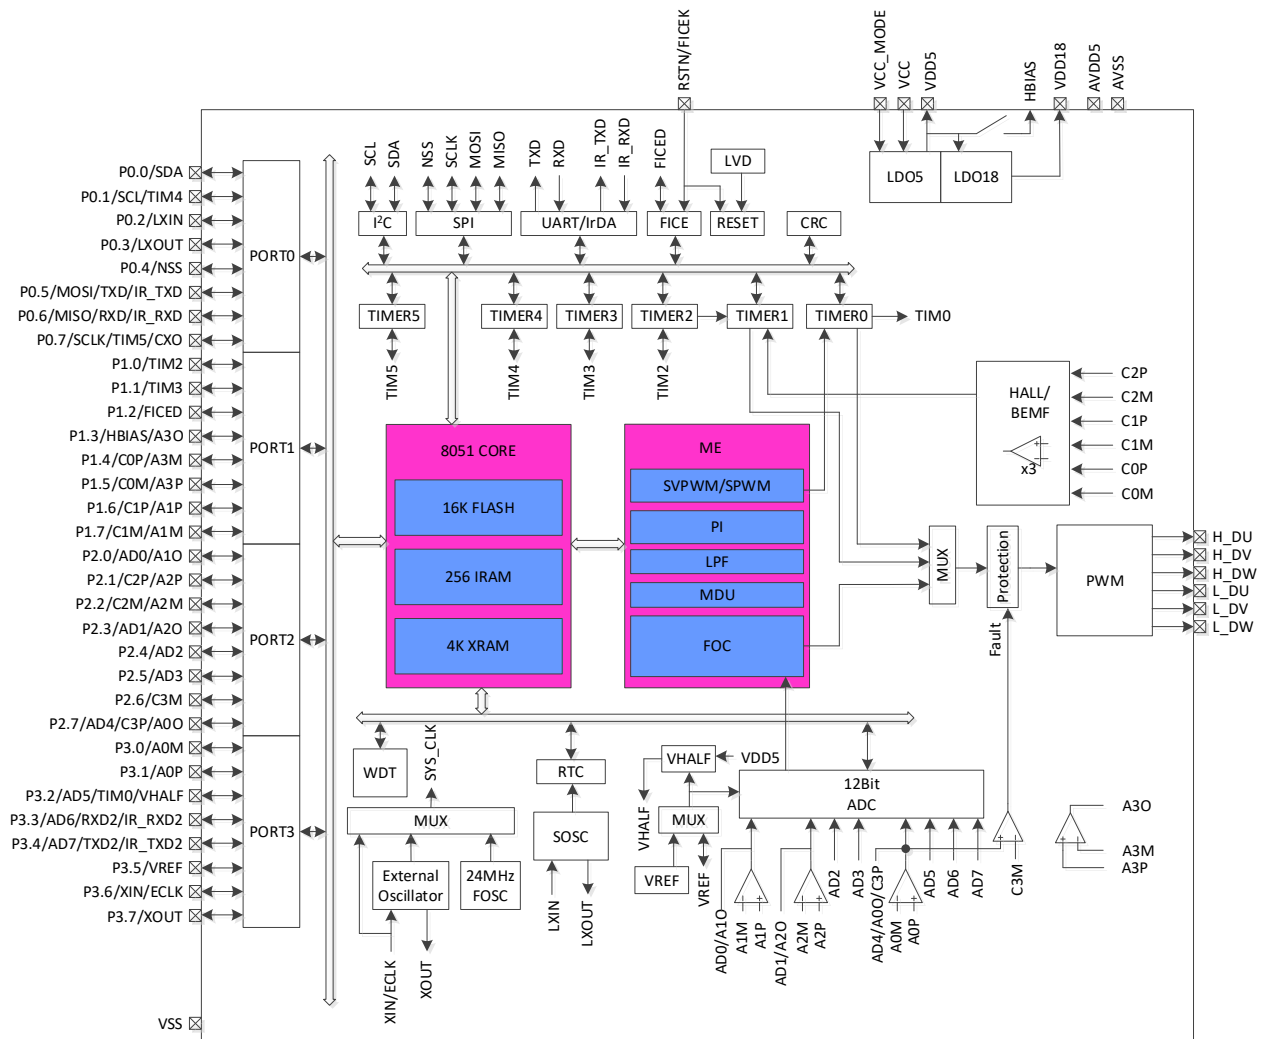 RSTN/FICEK
VCC_MODE
VCC
VDD5
HBIAS
VDD18
AVDD5
AVSS
SCL
SDA
NSS
SCLK
MOSI
MISO
TXD
RXD
IR_TXD
IR_RXD
FICED
LVD
LDO5
LDO18
I²C
SPI
UART/IrDA
FICE
RESET
CRC
P0.0/SDA
P0.1/SCL/TIM4
P0.2/LXIN
P0.3/LXOUT
P0.4/NSS
P0.5/MOSI/TXD/IR_TXD
P0.6/MISO/RXD/IR_RXD
P0.7/SCLK/TIM5/CXO
PORT0
P1.0/TIM2
P1.1/TIM3
P1.2/FICED
P1.3/HBIAS/A3O
P1.4/C0P/A3M
P1.5/C0M/A3P
P1.6/C1P/A1P
P1.7/C1M/A1M
PORT1
P2.0/AD0/A1O
P2.1/C2P/A2P
P2.2/C2M/A2M
P2.3/AD1/A2O
P2.4/AD2
P2.5/AD3
P2.6/C3M
P2.7/AD4/C3P/A0O
PORT2
P3.0/A0M
P3.1/A0P
P3.2/AD5/TIM0/VHALF
P3.3/AD6/RXD2/IR_RXD2
P3.4/AD7/TXD2/IR_TXD2
P3.5/VREF
P3.6/XIN/ECLK
P3.7/XOUT
PORT3
VSS
TIMER5
TIMER4
TIMER3
TIMER2
TIMER1
TIMER0
TIM0
TIM5
TIM4
TIM3
TIM2
HALL/
BEMF
x3
C2P
C2M
C1P
C1M
C0P
C0M
8051 CORE
16K FLASH
256 IRAM
4K XRAM
ME
SVPWM/SPWM
PI
LPF
MDU
FOC
MUX
Protection
Fault
PWM
H_DU
H_DV
H_DW
L_DU
L_DV
L_DW
WDT
SYS_CLK
MUX
External
Oscillator
24MHz
FOSC
XIN/ECLK
XOUT
RTC
SOSC
LXIN
LXOUT
VHALF
VDD5
VHALF
MUX
VREF
VREF
12Bit
ADC
AD0/A1O
A1M
A1P
AD1/A2O
A2M
A2P
AD2
AD3
AD4/A0O/C3P
A0M
A0P
AD5
AD6
AD7
C3M
A3O
A3M
A3P